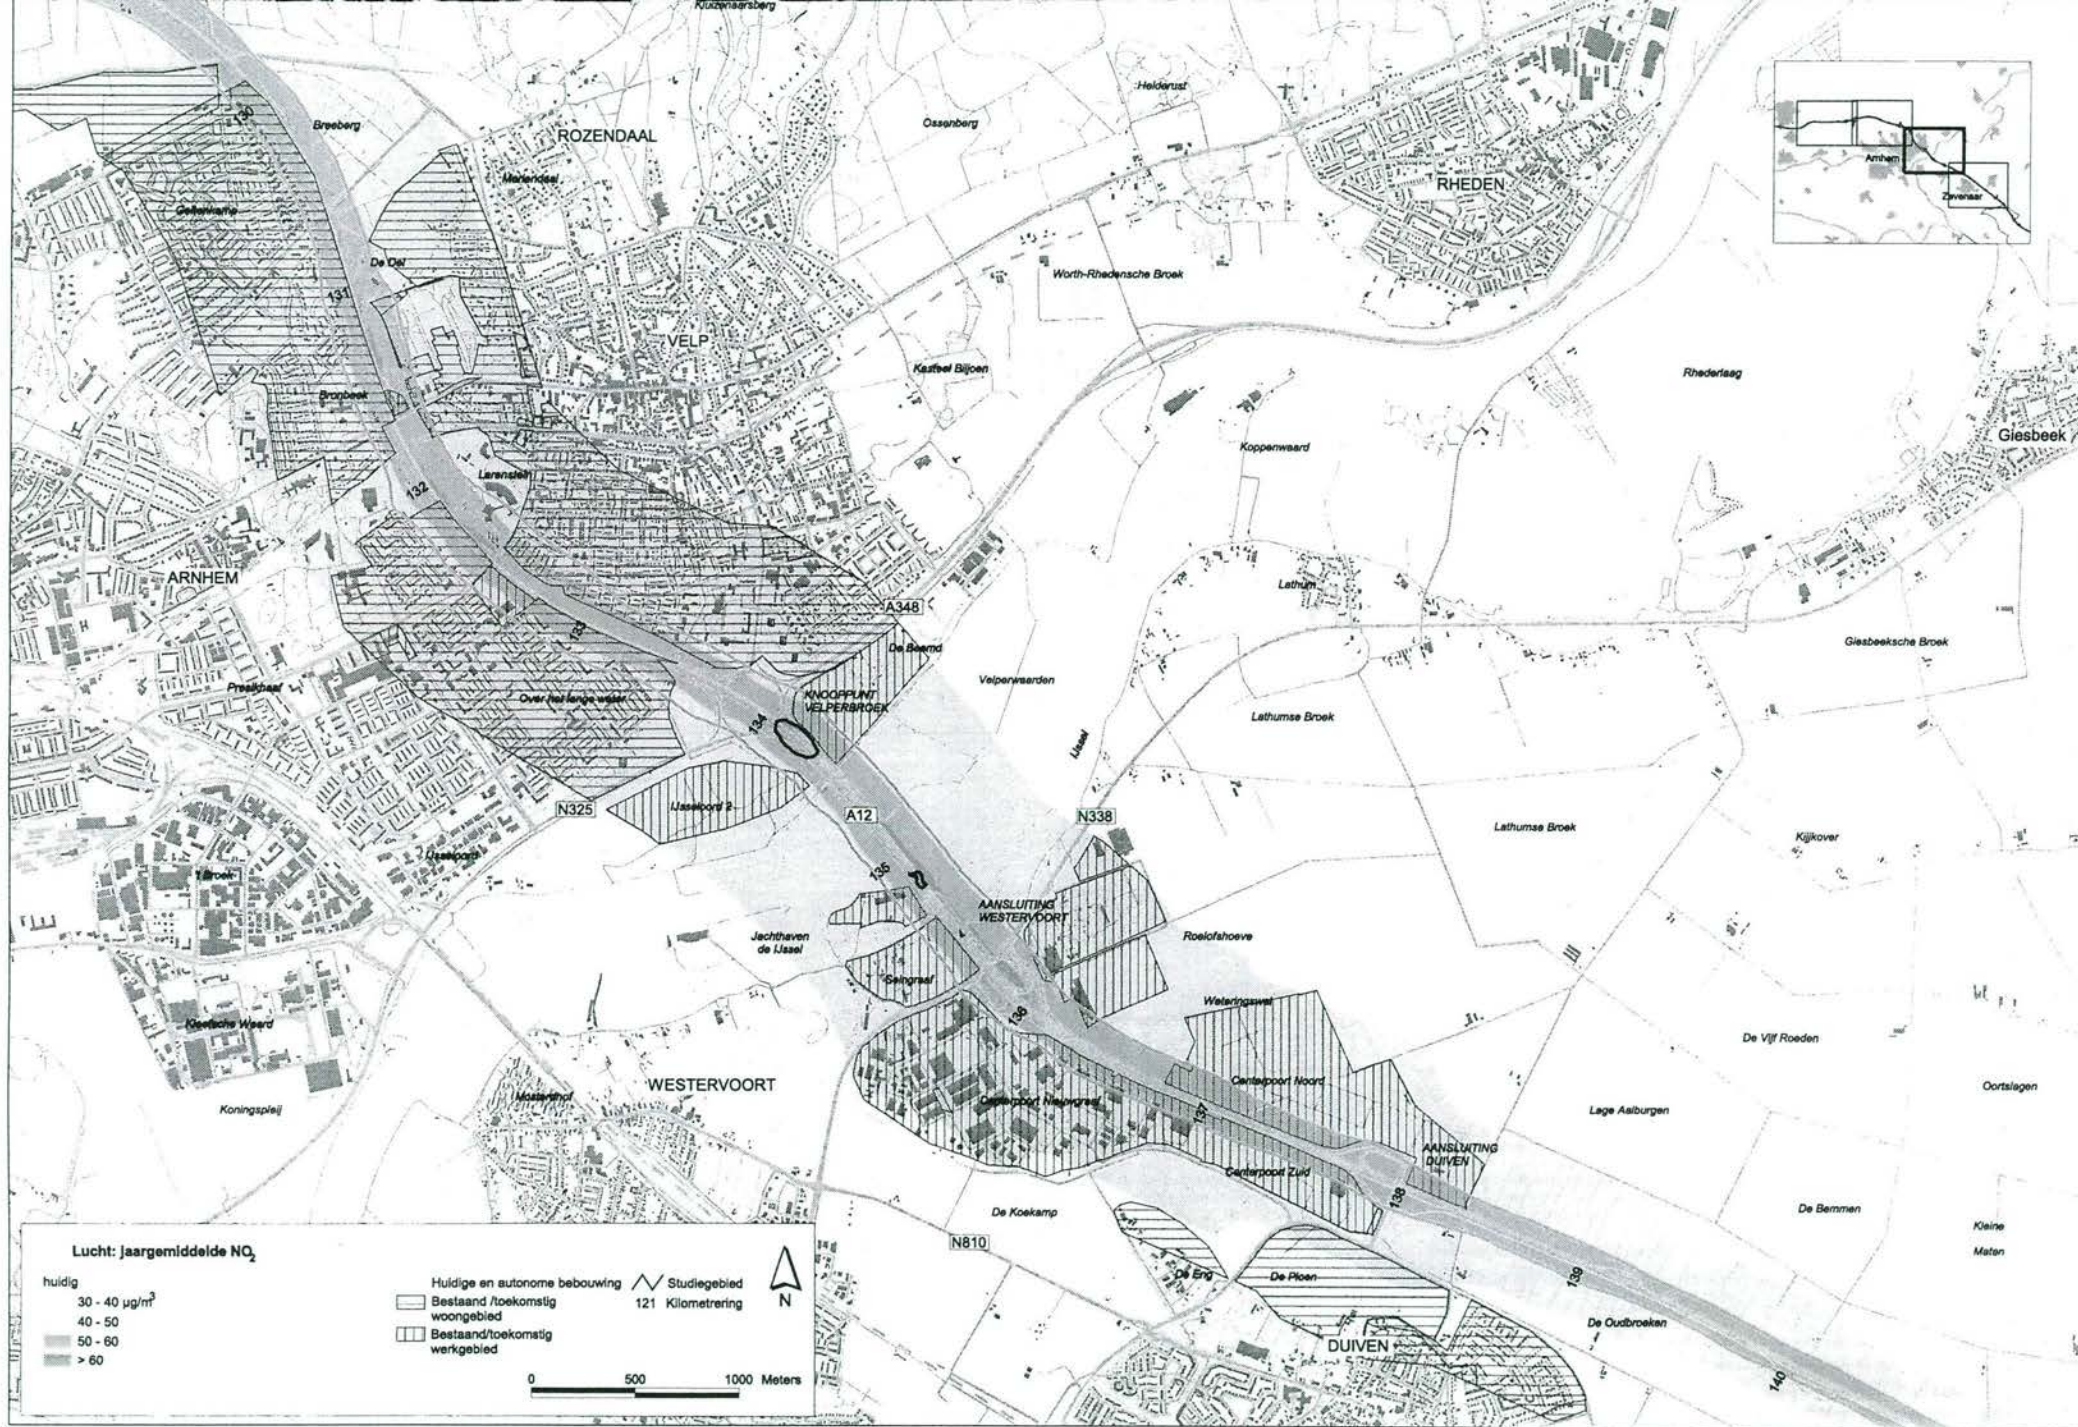 Kluizenaarsberg
Heiderust
Breeberg
130
ROZENDAAL
Ossenberg
Mariendaal
RHEDEN
Arnhem
Zevenaar
Geitenkamp
De Del
131
Worth-Rhedensche Broek
VELP
Kasteel Biljoen
Rhederlaag
Bronbeek
Giesbeek
Koppenwaard
Larenstein
132
ARNHEM
Lathum
A348
133
De Beemd
Giesbeeksche Broek
Presikhaaf
Over het lange water
KNOOPPUNT
VELPERBROEK
Velperwaarden
134
Lathumse Broek
IJssel
IJsseloord 2
N325
A12
N338
Lathumse Broek
Kijkover
IJsseloord
't Broek
135
AANSLUITING
WESTERVOORT
Jachthaven
de IJssel
Roelofshoeve
Seingraaf
Weteringswal
Kleefsche Waard
136
De Vijf Roeden
WESTERVOORT
Centerpoort Noord
Oortslagen
Mosterdhof
Koningspleij
Centerpoort Nieuwgraaf
137
Lage Aalburgen
AANSLUITING
DUIVEN
Centerpoort Zuid
138
De Koekamp
De Bemmen
Kleine
Maten
N810
De Eng
De Ploen
139
De Oudbroeken
DUIVEN
140
Lucht: jaargemiddelde NO₂
huidig
30 - 40 µg/m³
40 - 50
50 - 60
> 60
Huidige en autonome bebouwing
Bestaand /toekomstig
woongebied
Bestaand/toekomstig
werkgebied
Studiegebied
121 Kilometrering
N
0 500 1000 Meters